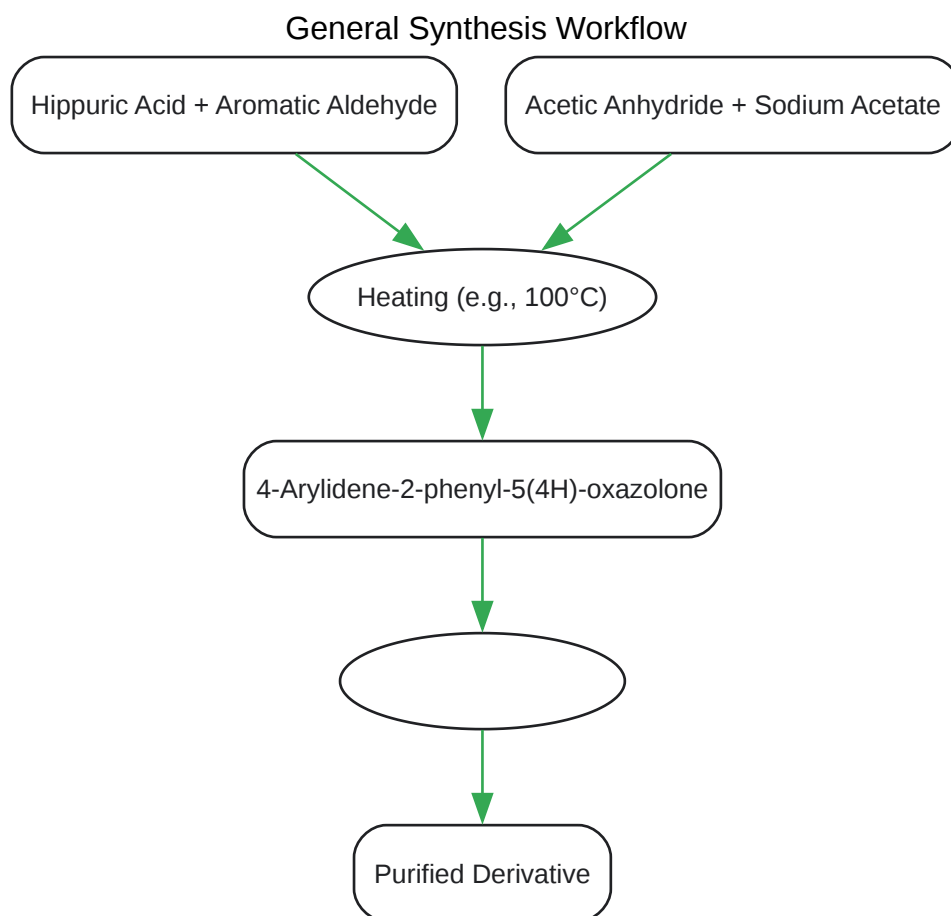 General Synthesis Workflow
Hippuric Acid + Aromatic Aldehyde
Acetic Anhydride + Sodium Acetate
Heating (e.g., 100°C)
4-Arylidene-2-phenyl-5(4H)-oxazolone
Purified Derivative